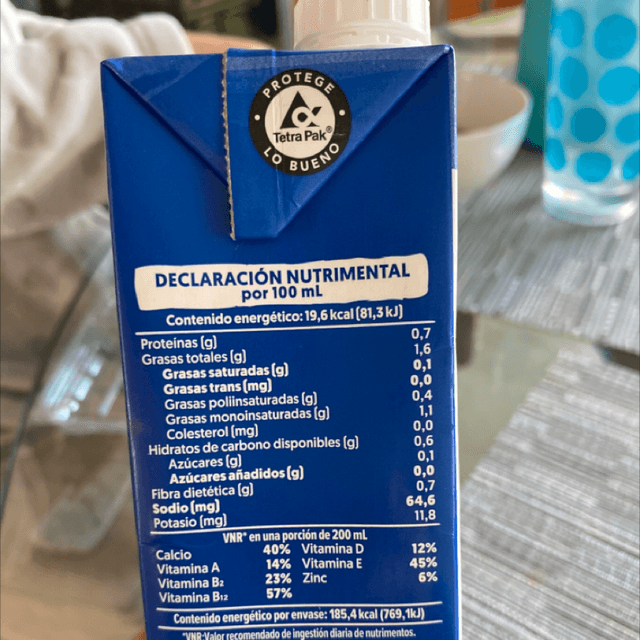 PROTEGE
Tetra Pak®
LO BUENO
DECLARACIÓN NUTRIMENTAL
por 100 mL
Contenido energético: 19,6 kcal (81,3 kJ)
Proteínas (g) 0,7
Grasas totales (g) 1,6
Grasas saturadas (g) 0,1
Grasas trans (mg) 0,0
Grasas poliinsaturadas (g) 0,4
Grasas monoinsaturadas (g) 1,1
Colesterol (mg) 0,0
Hidratos de carbono disponibles (g) 0,6
Azúcares (g) 0,1
Azúcares añadidos (g) 0,0
Fibra dietética (g) 0,7
Sodio (mg) 64,6
Potasio (mg) 11,8
VNR* en una porción de 200 mL
Calcio 40% Vitamina D 12%
Vitamina A 14% Vitamina E 45%
Vitamina B2 23% Zinc 6%
Vitamina B12 57%
Contenido energético por envase: 185,4 kcal (769,1kJ)
*VNR-Valor recomendado de ingestión diaria de nutrimentos.